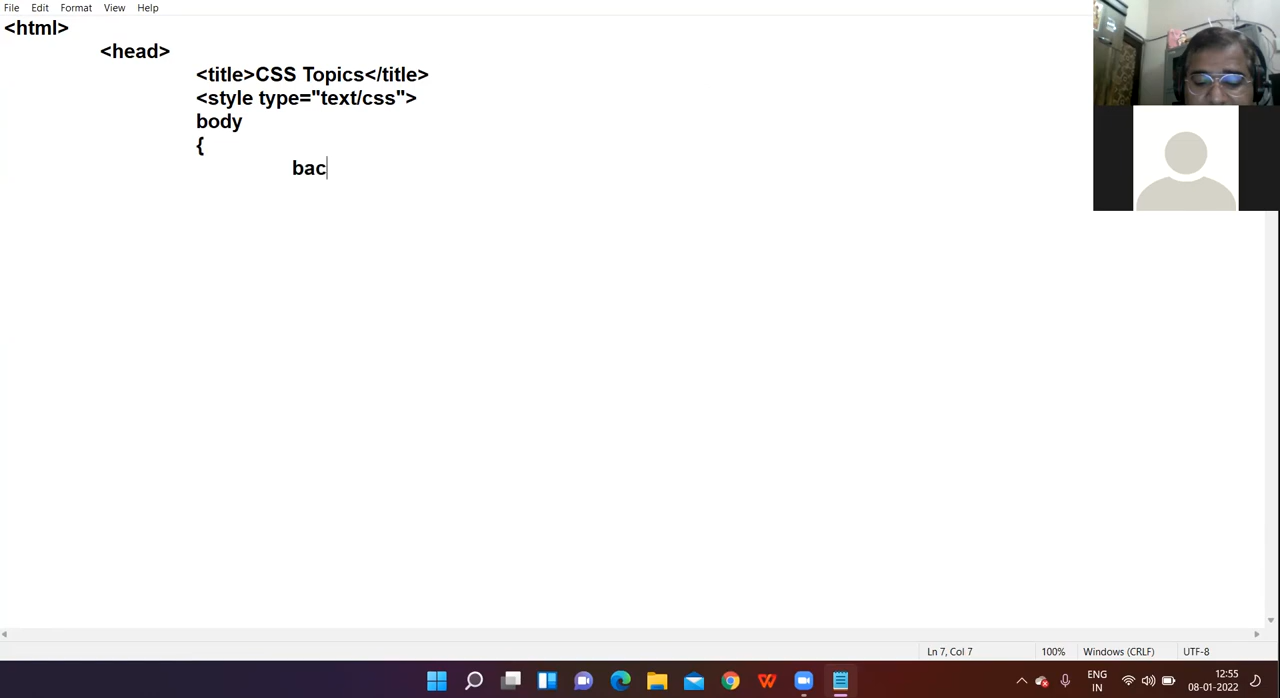 File Edit Format View Help
<html>
<head>
<title>CSS Topics</title>
<style type="text/css">
body
{
bac
Ln 7, Col 7 100% Windows (CRLF) UTF-8
ENG 12:55
IN 08-01-2022